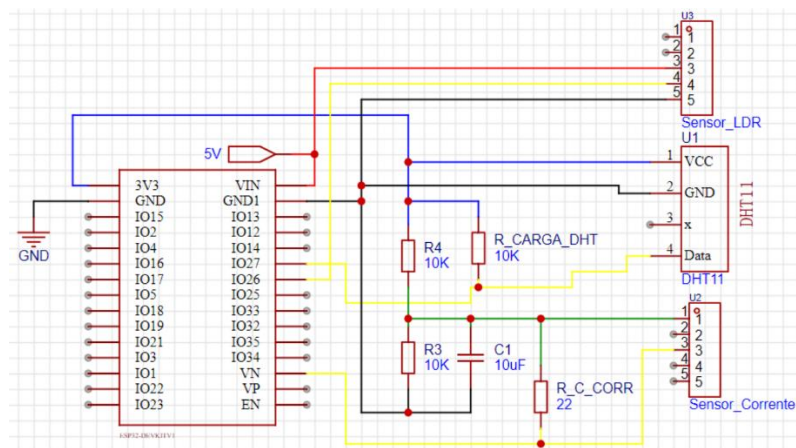 U3
1 1
2 2
3 3
4 4
5 5
Sensor_LDR
5V
U1
1 VCC
2 GND
3 x
4 Data
DHT11
DHT11
3V3 VIN
GND GND1
IO15 IO13
IO2 IO12
IO4 IO14
IO16 IO27
IO17 IO26
IO5 IO25
IO18 IO33
IO19 IO32
IO21 IO35
IO3 IO34
IO1 VN
IO22 VP
IO23 EN
ESP32-DEVKITV1
GND
R4
10K
R_CARGA_DHT
10K
R3
10K
C1
10uF
R_C_CORR
22
U2
1 1
2 2
3 3
4 4
5 5
Sensor_Corrente